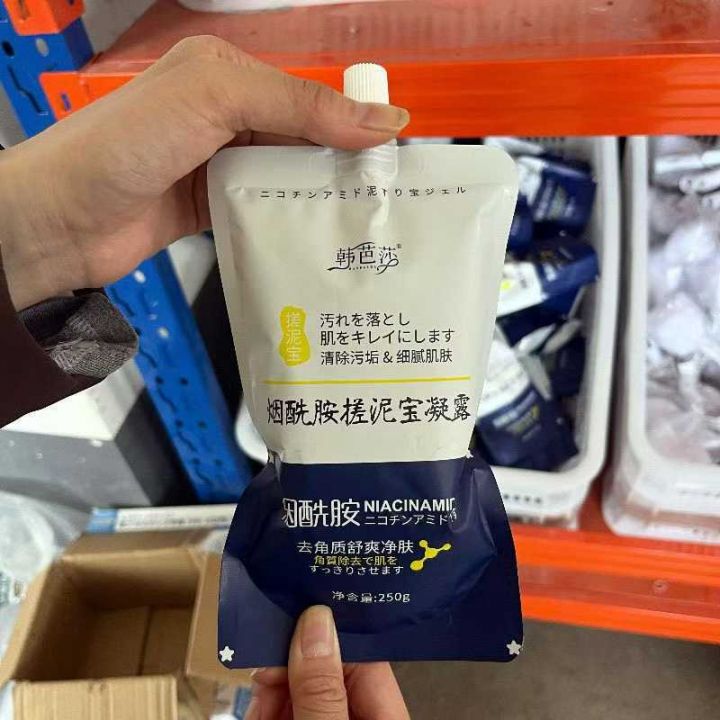 ニコチンアミド泥下り宝ジェル
韩芭莎
搓泥宝
汚れを落とし
肌をキレイにします
清除污垢 & 细腻肌肤
烟酰胺搓泥宝凝露
烟酰胺 NIACINAMID
ニコチンアミド
去角质舒爽净肤
角質除去で肌を
すっきりさせます
净含量:250g